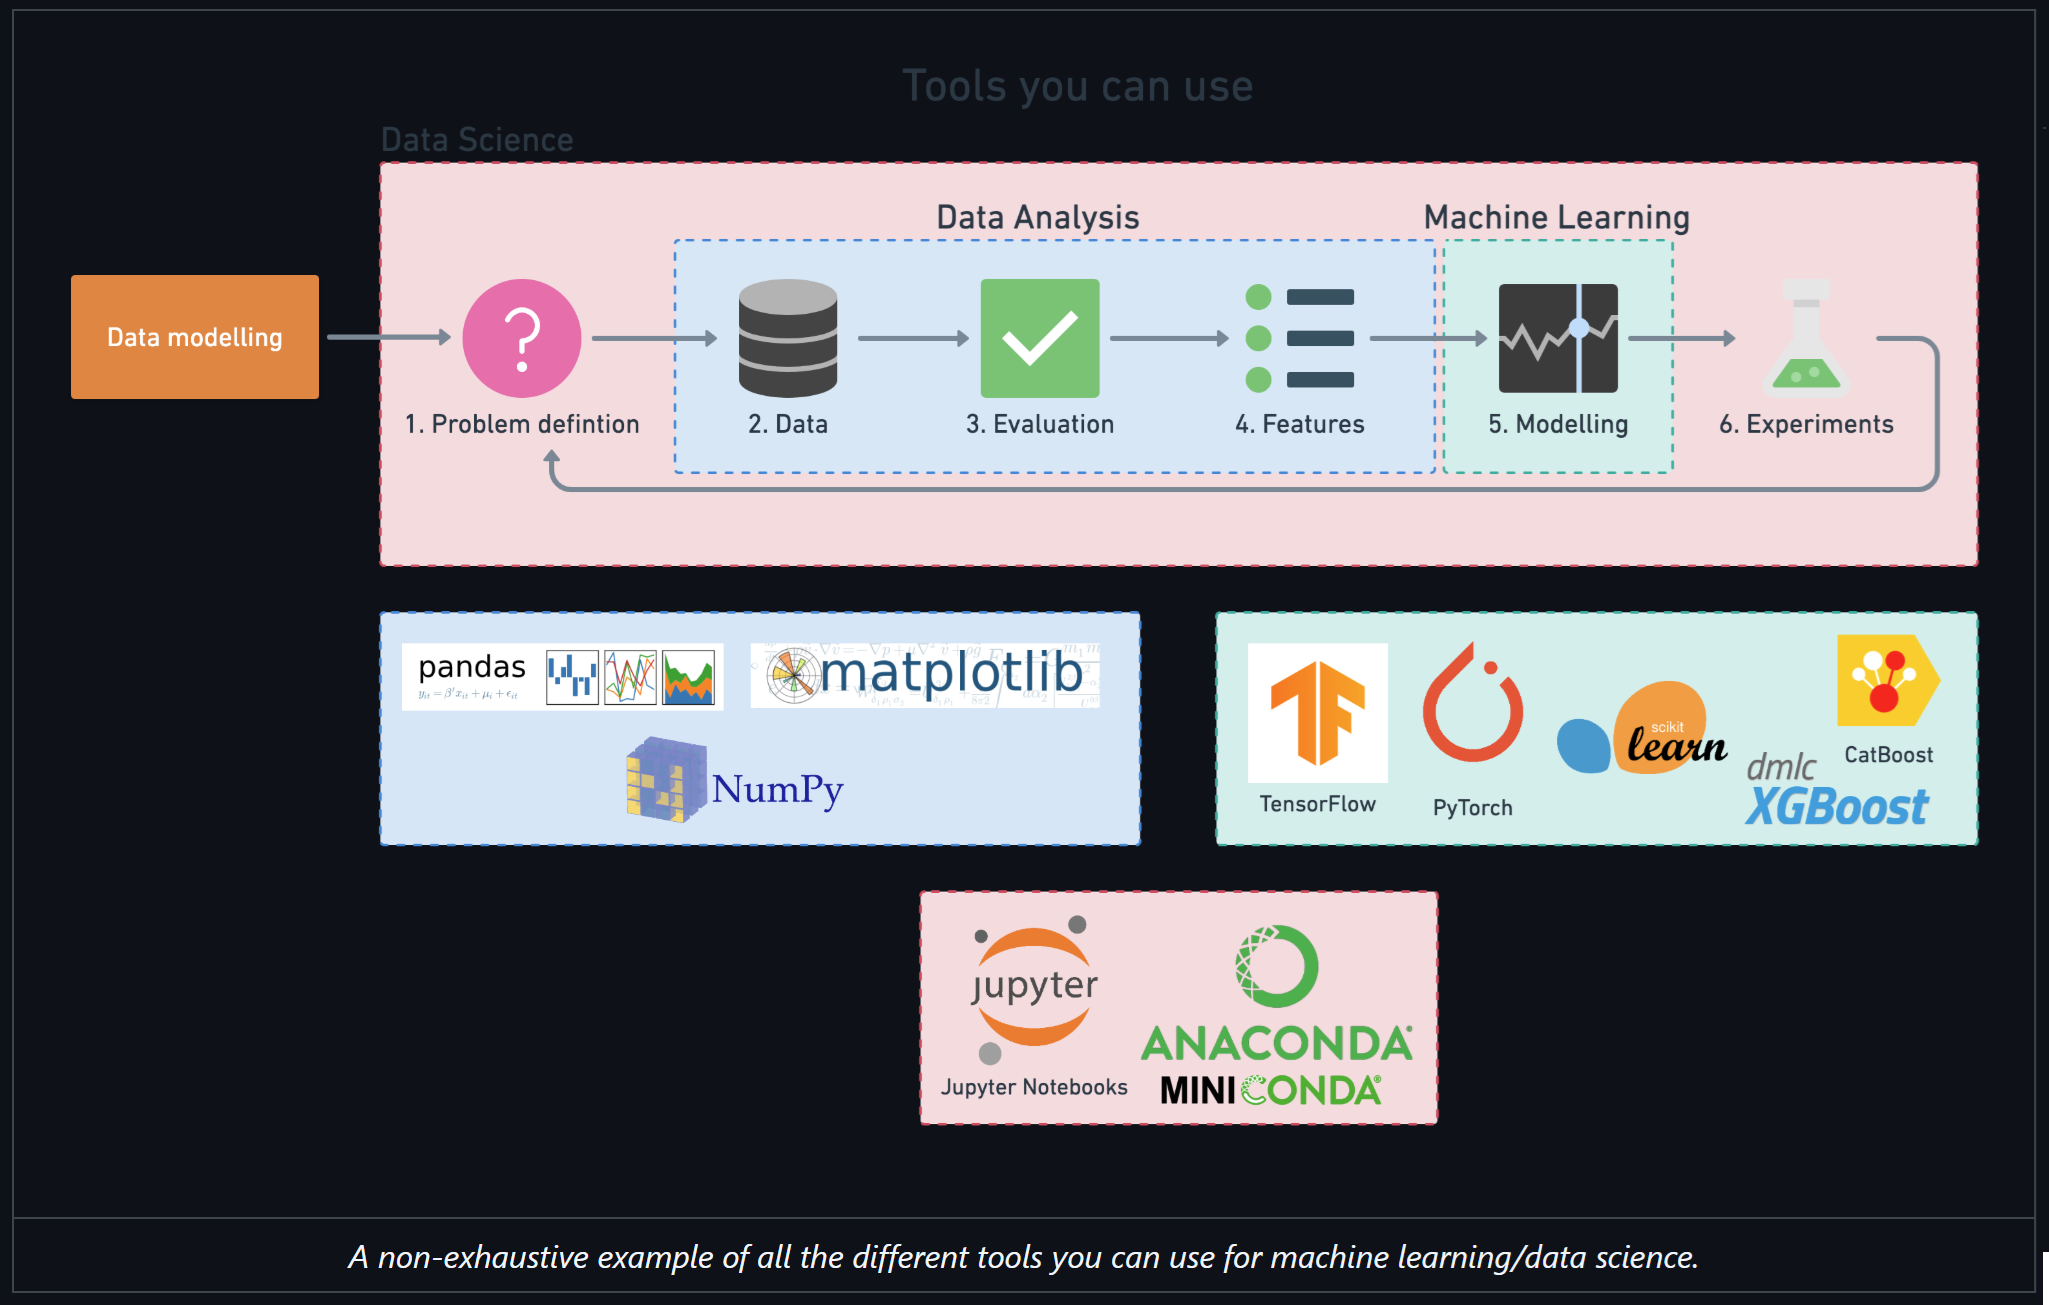 Tools you can use
Data Science
Data Analysis
Machine Learning
Data modelling
?
1. Problem defintion
2. Data
3. Evaluation
4. Features
5. Modelling
6. Experiments
pandas
matplotlib
NumPy
TensorFlow
PyTorch
scikit
learn
CatBoost
dmlc
XGBoost
jupyter
Jupyter Notebooks
ANACONDA®
MINICONDA®
A non-exhaustive example of all the different tools you can use for machine learning/data science.